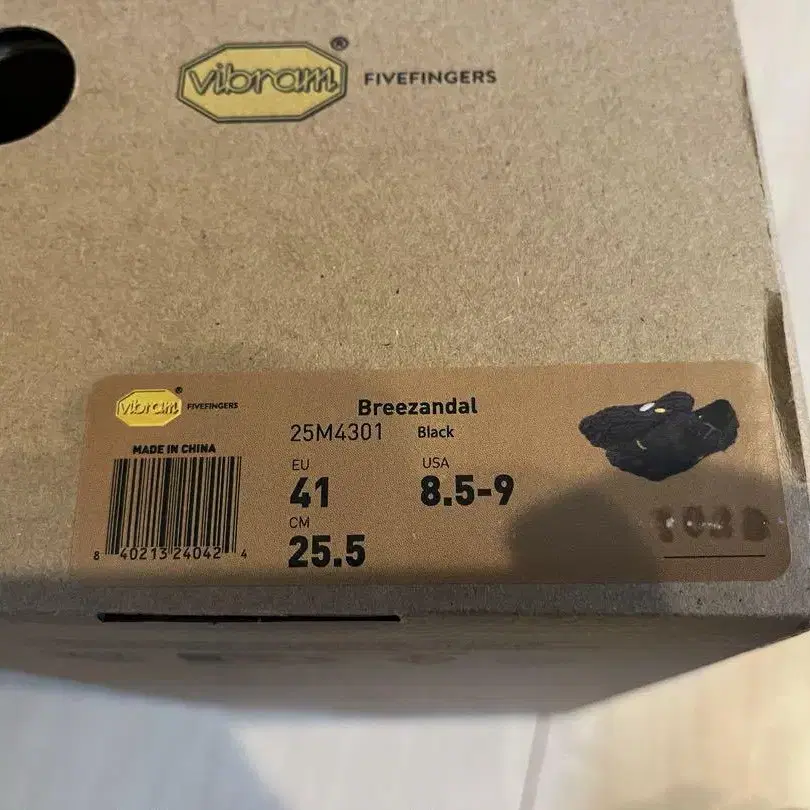 vibram® FIVEFINGERS
vibram® FIVEFINGERS
Breezandal
25M4301 Black
MADE IN CHINA
EU USA
41 8.5-9
CM
25.5
8 40213 24042 4